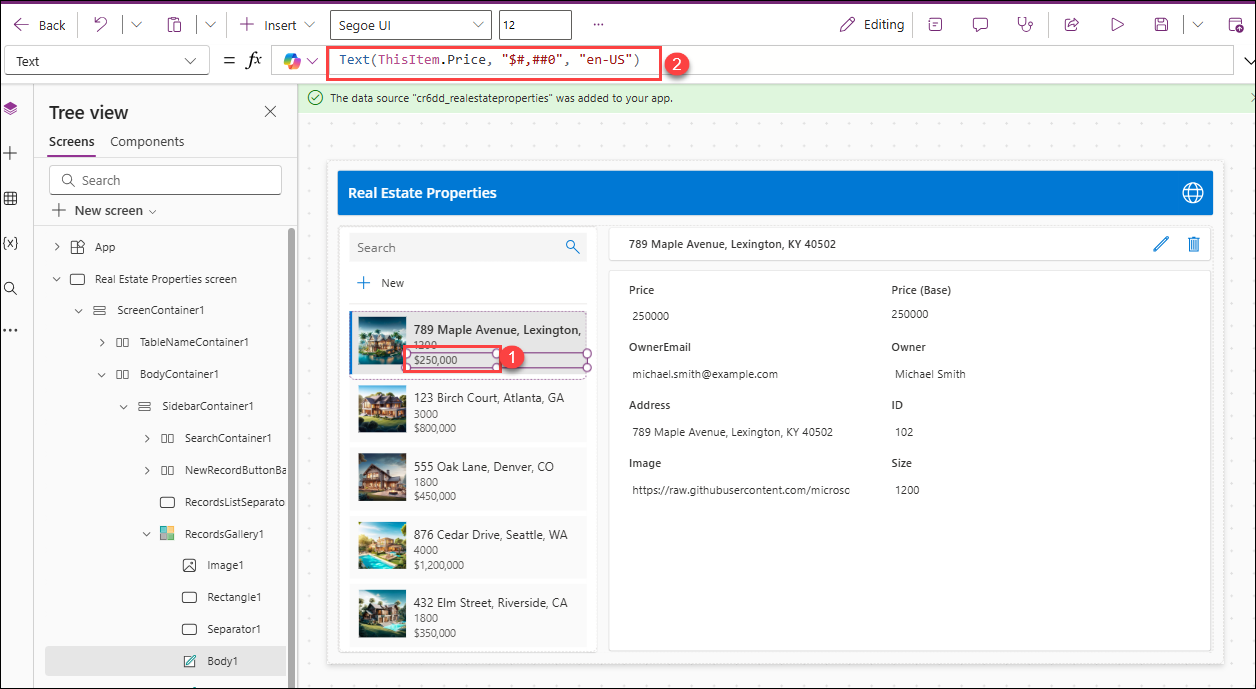 Back
Insert
Segoe UI
12
...
Editing
Text
= fx
Text(ThisItem.Price, "$#,##0", "en-US")
2
The data source "cr6dd_realestateproperties" was added to your app.
Tree view
Screens
Components
Search
New screen
App
Real Estate Properties screen
ScreenContainer1
TableNameContainer1
BodyContainer1
SidebarContainer1
SearchContainer1
NewRecordButtonBa
RecordsListSeparato
RecordsGallery1
Image1
Rectangle1
Separator1
Body1
{x}
Real Estate Properties
Search
New
789 Maple Avenue, Lexington,
1200
$250,000
1
123 Birch Court, Atlanta, GA
3000
$800,000
555 Oak Lane, Denver, CO
1800
$450,000
876 Cedar Drive, Seattle, WA
4000
$1,200,000
432 Elm Street, Riverside, CA
1800
$350,000
789 Maple Avenue, Lexington, KY 40502
Price
250000
Price (Base)
250000
OwnerEmail
michael.smith@example.com
Owner
Michael Smith
Address
789 Maple Avenue, Lexington, KY 40502
ID
102
Image
https://raw.githubusercontent.com/microsc
Size
1200